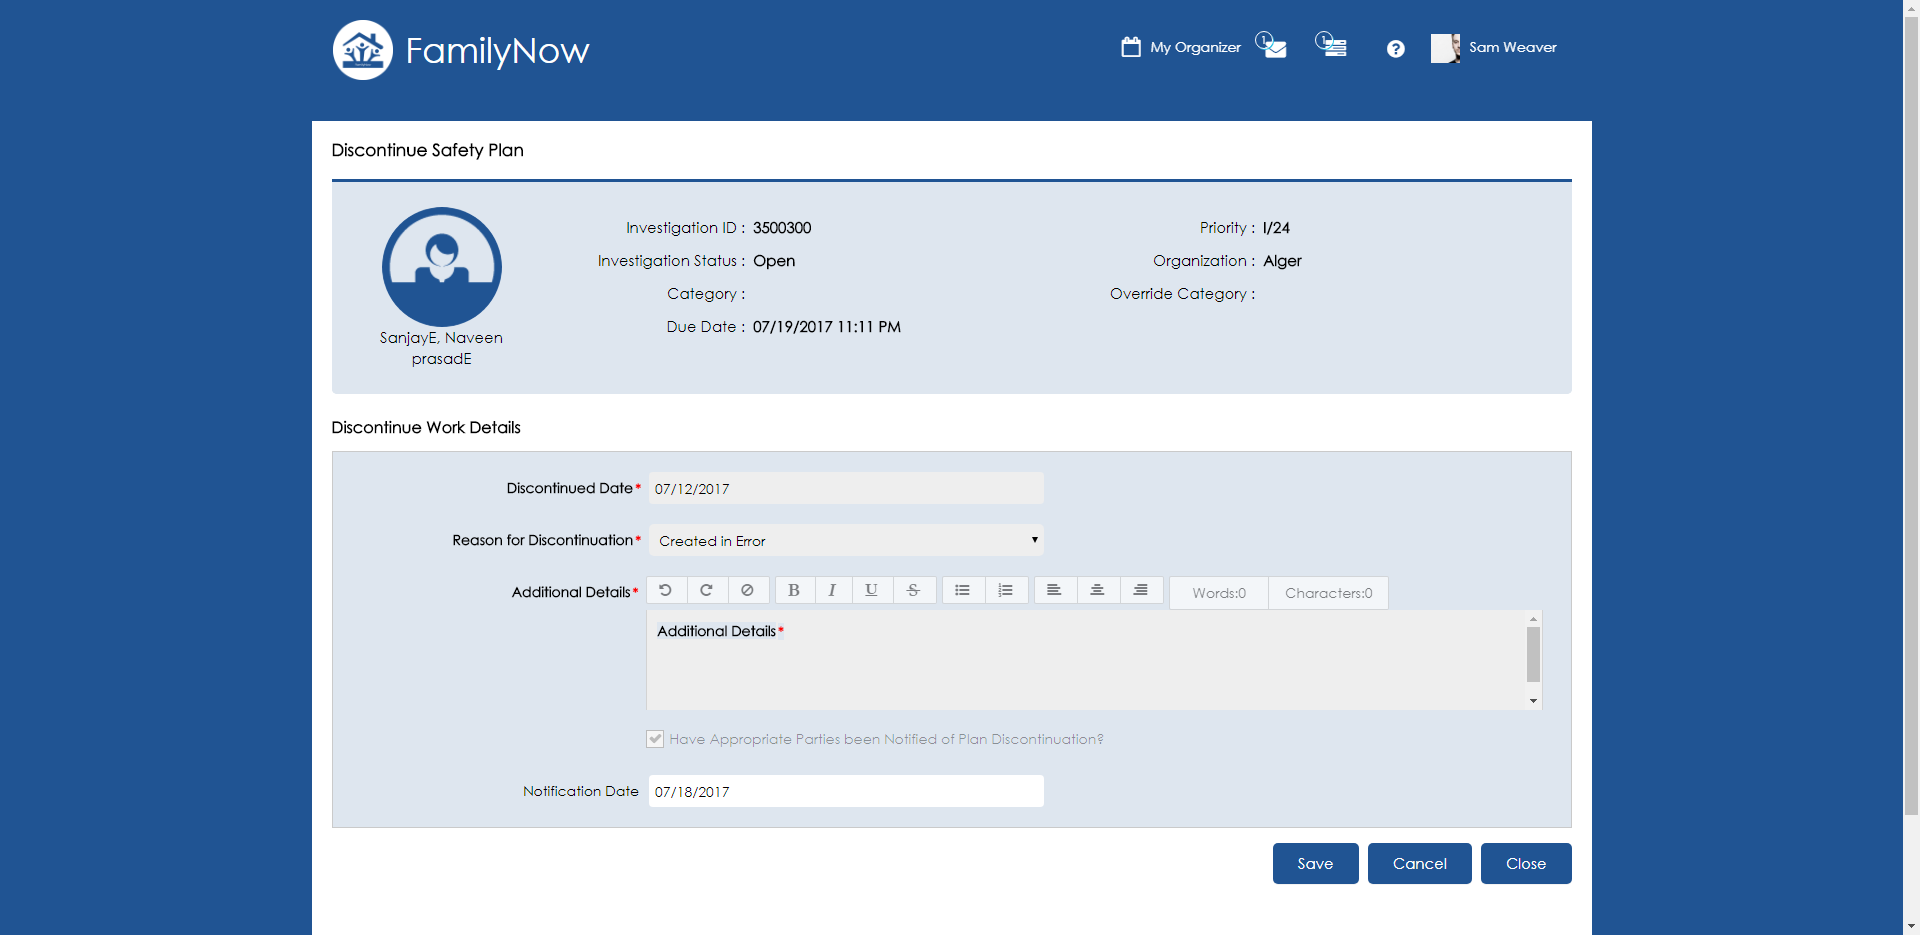 FamilyNow
My Organizer
1
1
Sam Weaver
Discontinue Safety Plan
SanjayE, Naveen
prasadE
Investigation ID : 3500300
Investigation Status : Open
Category :
Due Date : 07/19/2017 11:11 PM
Priority : I/24
Organization : Alger
Override Category :
Discontinue Work Details
Discontinued Date* 07/12/2017
Reason for Discontinuation* Created in Error
Additional Details* B I U S Words:0 Characters:0
Additional Details*
Have Appropriate Parties been Notified of Plan Discontinuation?
Notification Date 07/18/2017
Save Cancel Close